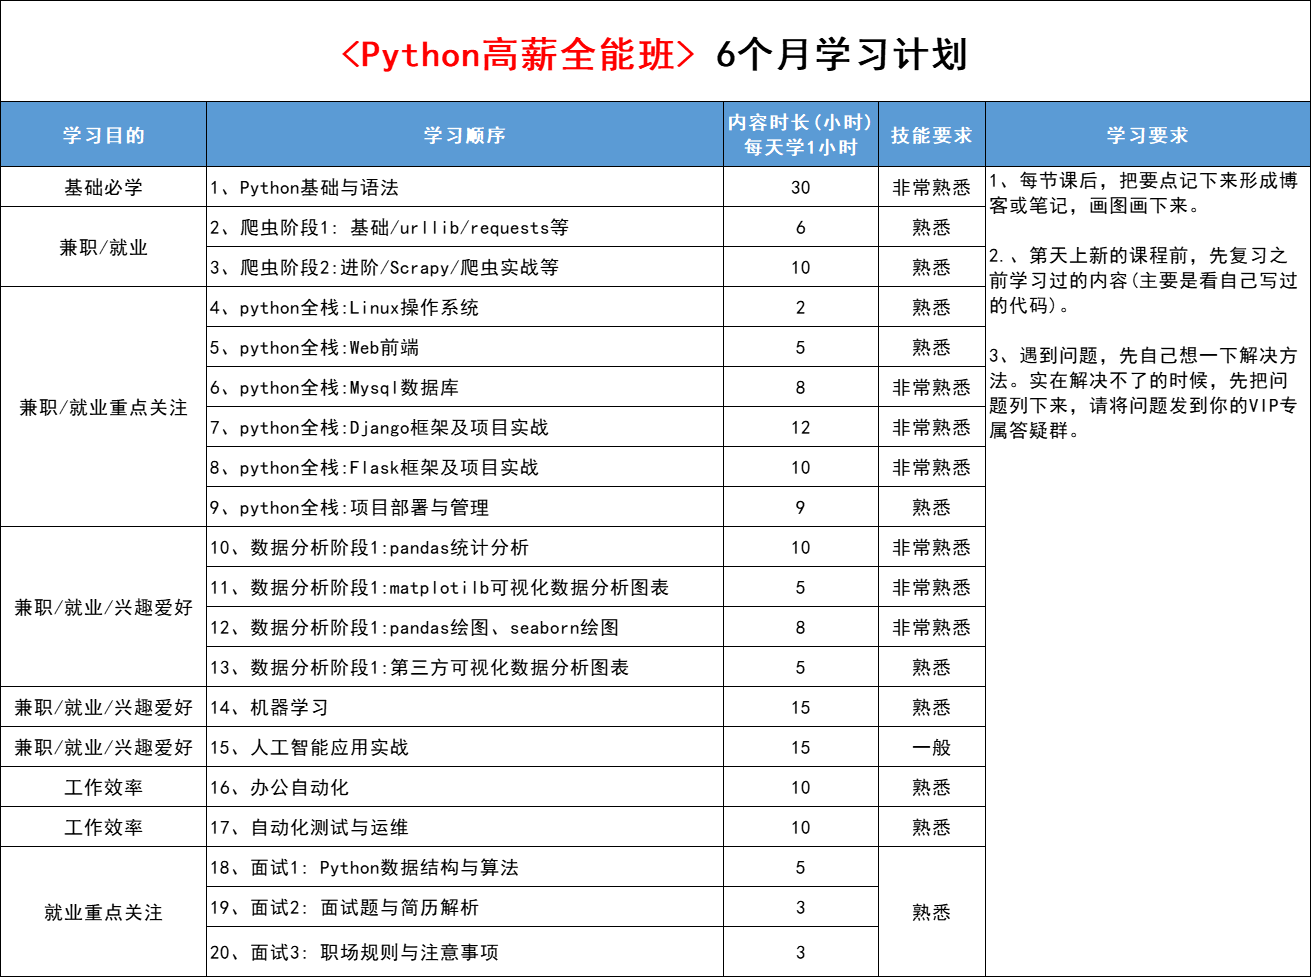 <Python高薪全能班> 6个月学习计划
学习目的 学习顺序 内容时长(小时) 每天学1小时 技能要求 学习要求
基础必学 1、Python基础与语法 30 非常熟悉
兼职/就业 2、爬虫阶段1: 基础/urllib/requests等 6 熟悉
3、爬虫阶段2:进阶/Scrapy/爬虫实战等 10 熟悉
兼职/就业重点关注 4、python全栈:Linux操作系统 2 熟悉
5、python全栈:Web前端 5 熟悉
6、python全栈:Mysql数据库 8 非常熟悉
7、python全栈:Django框架及项目实战 12 非常熟悉
8、python全栈:Flask框架及项目实战 10 非常熟悉
9、python全栈:项目部署与管理 9 熟悉
兼职/就业/兴趣爱好 10、数据分析阶段1:pandas统计分析 10 非常熟悉
11、数据分析阶段1:matplotilb可视化数据分析图表 5 非常熟悉
12、数据分析阶段1:pandas绘图、seaborn绘图 8 非常熟悉
13、数据分析阶段1:第三方可视化数据分析图表 5 熟悉
兼职/就业/兴趣爱好 14、机器学习 15 熟悉
兼职/就业/兴趣爱好 15、人工智能应用实战 15 一般
工作效率 16、办公自动化 10 熟悉
工作效率 17、自动化测试与运维 10 熟悉
就业重点关注 18、面试1: Python数据结构与算法 5 熟悉
19、面试2: 面试题与简历解析 3
20、面试3: 职场规则与注意事项 3
1、每节课后，把要点记下来形成博
客或笔记，画图画下来。
2.、第天上新的课程前，先复习之
前学习过的内容(主要是看自己写过
的代码)。
3、遇到问题，先自己想一下解决方
法。实在解决不了的时候，先把问
题列下来，请将问题发到你的VIP专
属答疑群。